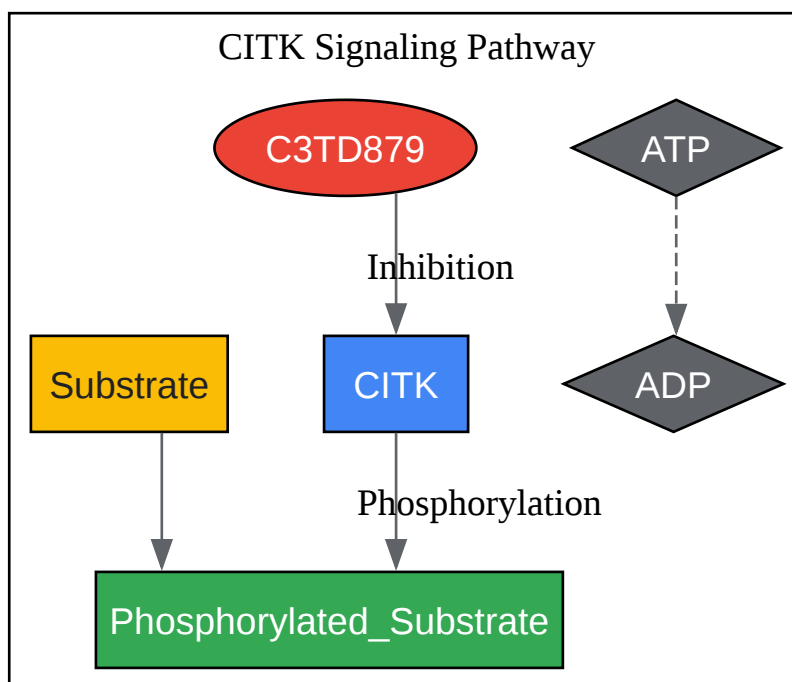 CITK Signaling Pathway
C3TD879
ATP
Inhibition
Substrate
CITK
ADP
Phosphorylation
Phosphorylated_Substrate